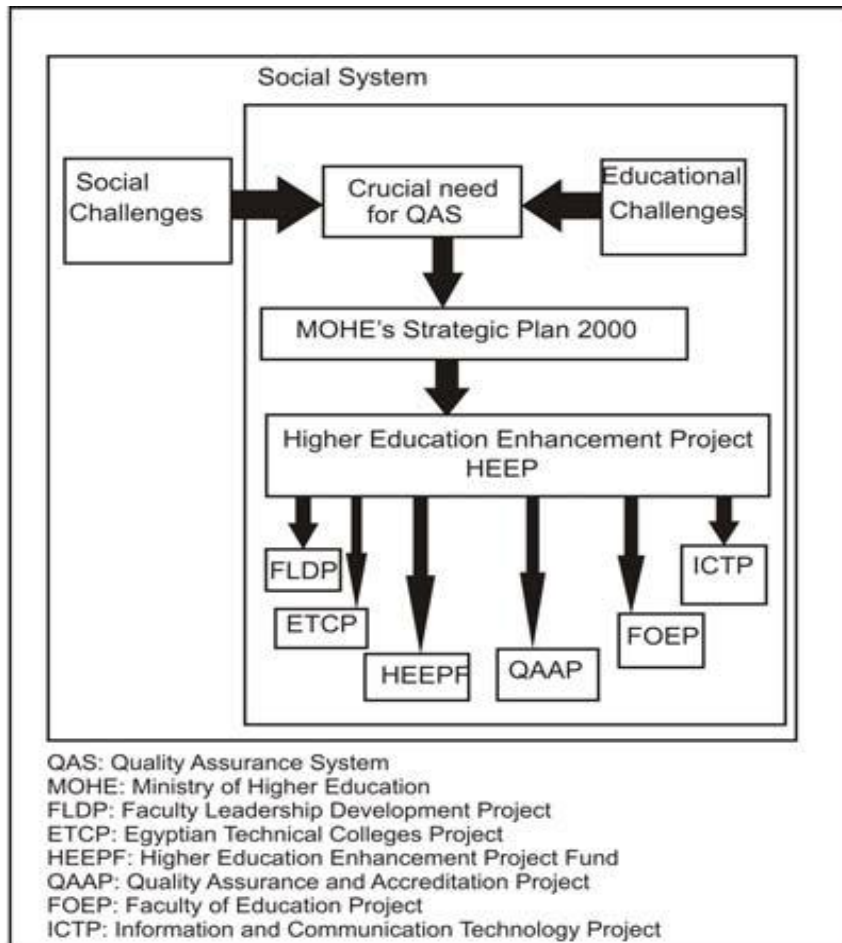 Social System
Social
Challenges
Crucial need
for QAS
Educational
Challenges
MOHE's Strategic Plan 2000
Higher Education Enhancement Project
HEEP
FLDP
ETCP
HEEPF
QAAP
FOEP
ICTP
QAS: Quality Assurance System
MOHE: Ministry of Higher Education
FLDP: Faculty Leadership Development Project
ETCP: Egyptian Technical Colleges Project
HEEPF: Higher Education Enhancement Project Fund
QAAP: Quality Assurance and Accreditation Project
FOEP: Faculty of Education Project
ICTP: Information and Communication Technology Project